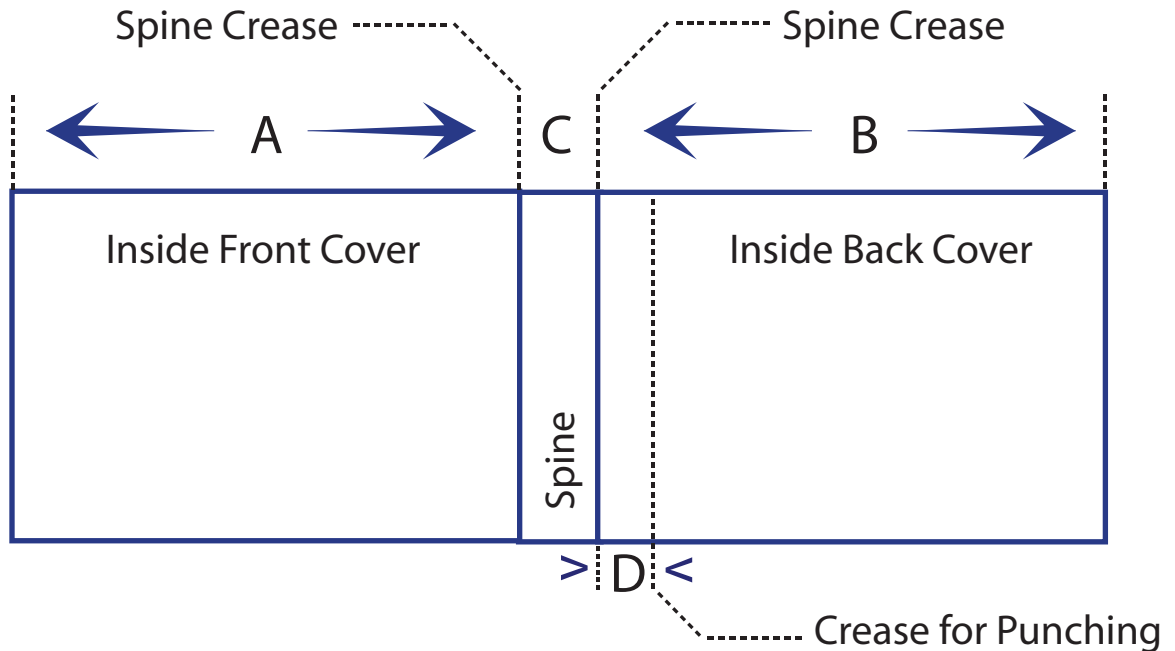 Spine Crease
Spine Crease
A
C
B
Inside Front Cover
Inside Back Cover
Spine
> D <
Crease for Punching